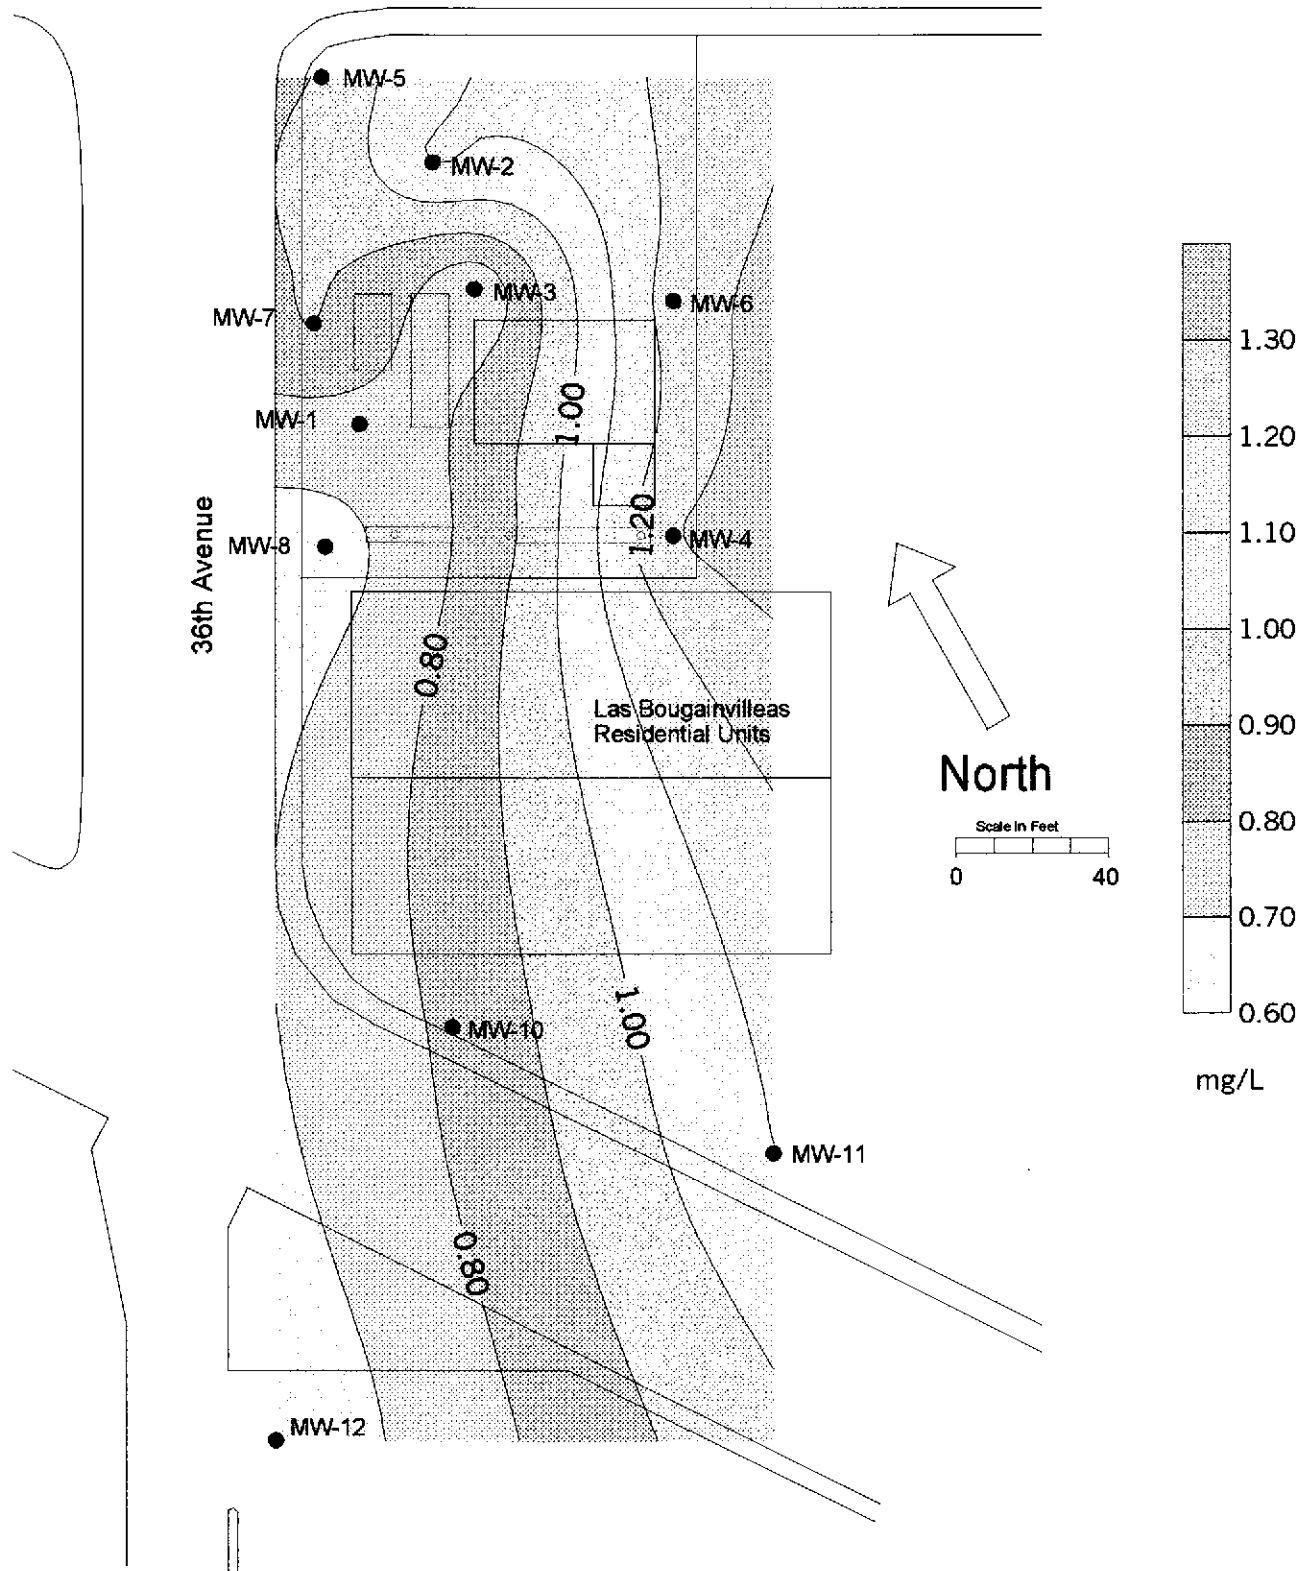 MW-5
MW-2
MW-3
MW-6
MW-7
MW-1
1.00
36th Avenue
MW-8
1.20
MW-4
0.80
Las Bougainvilleas
Residential Units
North
Scale In Feet
0 40
1.00
MW-10
MW-11
0.80
MW-12
1.30
1.20
1.10
1.00
0.90
0.80
0.70
0.60
mg/L